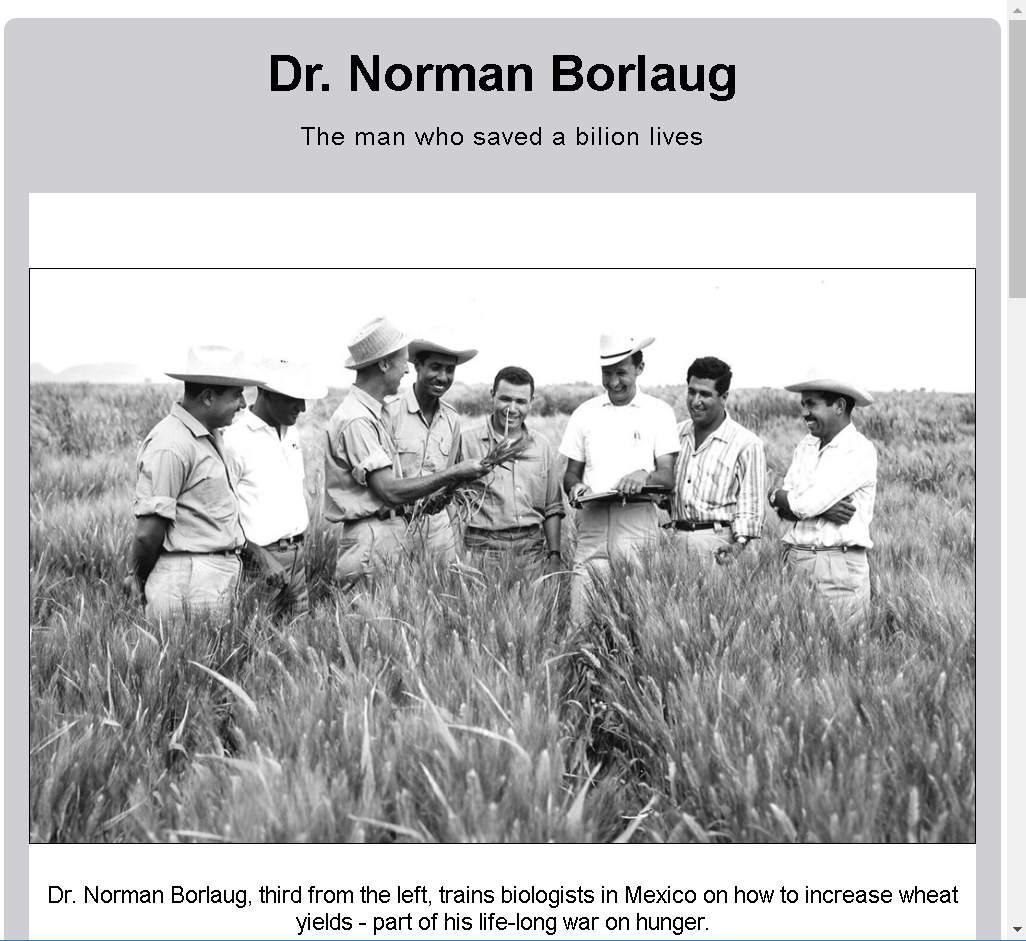 Dr. Norman Borlaug
The man who saved a bilion lives
Dr. Norman Borlaug, third from the left, trains biologists in Mexico on how to increase wheat
yields - part of his life-long war on hunger.